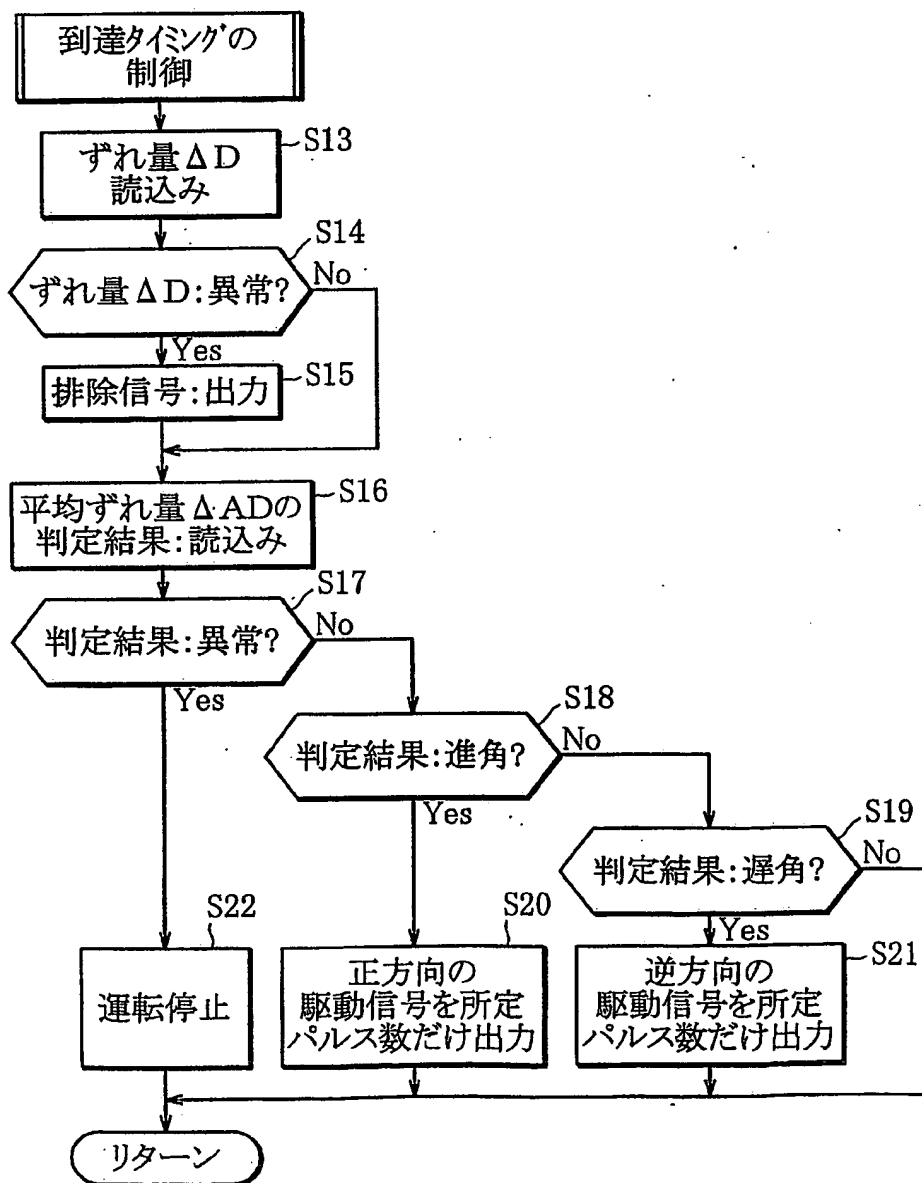 到達タイミングの
制御
S13
ずれ量ΔD
読込み
S14
ずれ量ΔD:異常?
No
Yes
S15
排除信号:出力
S16
平均ずれ量ΔADの
判定結果:読込み
S17
判定結果:異常?
No
Yes
S18
判定結果:進角?
No
Yes
S19
判定結果:遅角?
No
Yes
S22
運転停止
S20
正方向の
駆動信号を所定
パルス数だけ出力
S21
逆方向の
駆動信号を所定
パルス数だけ出力
リターン